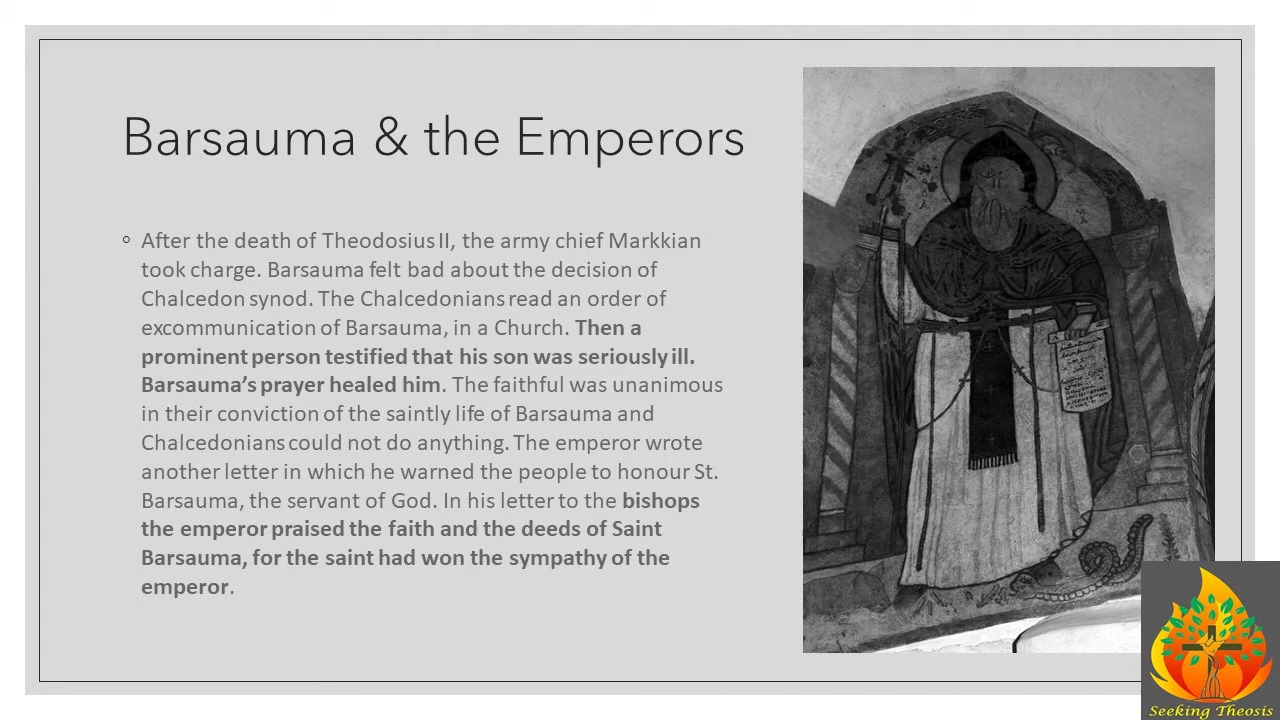 Barsauma & the Emperors
After the death of Theodosius II, the army chief Markkian
took charge. Barsauma felt bad about the decision of
Chalcedon synod. The Chalcedonians read an order of
excommunication of Barsauma, in a Church. Then a
prominent person testified that his son was seriously ill.
Barsauma’s prayer healed him. The faithful was unanimous
in their conviction of the saintly life of Barsauma and
Chalcedonians could not do anything. The emperor wrote
another letter in which he warned the people to honour St.
Barsauma, the servant of God. In his letter to the bishops
the emperor praised the faith and the deeds of Saint
Barsauma, for the saint had won the sympathy of the
emperor.
Seeking Theosis